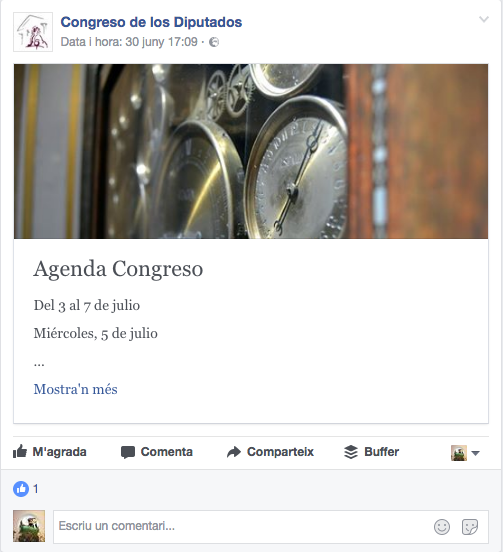 Congreso de los Diputados
Data i hora: 30 juny 17:09 ·
Agenda Congreso
Del 3 al 7 de julio
Miércoles, 5 de julio
...
Mostra'n més
M'agrada Comenta Comparteix Buffer
1
Escriu un comentari...